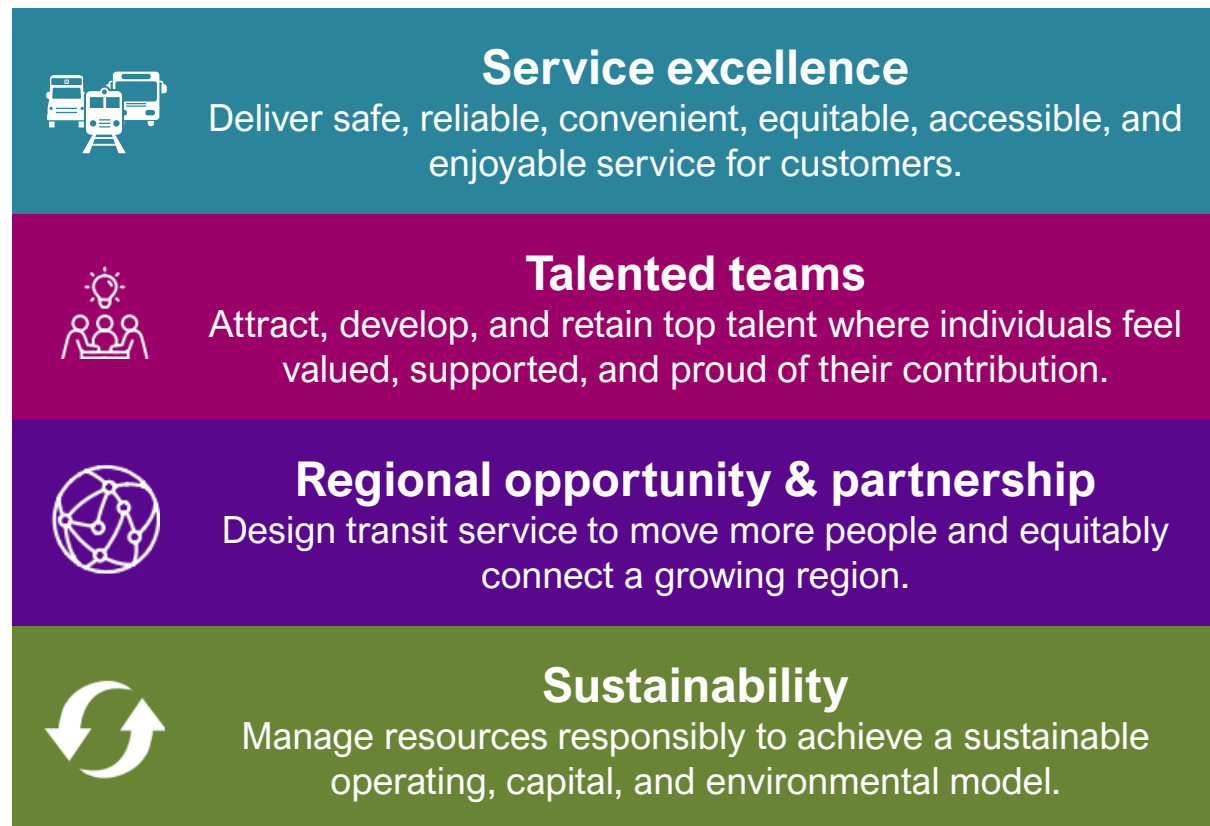 Service excellence
Deliver safe, reliable, convenient, equitable, accessible, and
enjoyable service for customers.
Talented teams
Attract, develop, and retain top talent where individuals feel
valued, supported, and proud of their contribution.
Regional opportunity & partnership
Design transit service to move more people and equitably
connect a growing region.
Sustainability
Manage resources responsibly to achieve a sustainable
operating, capital, and environmental model.